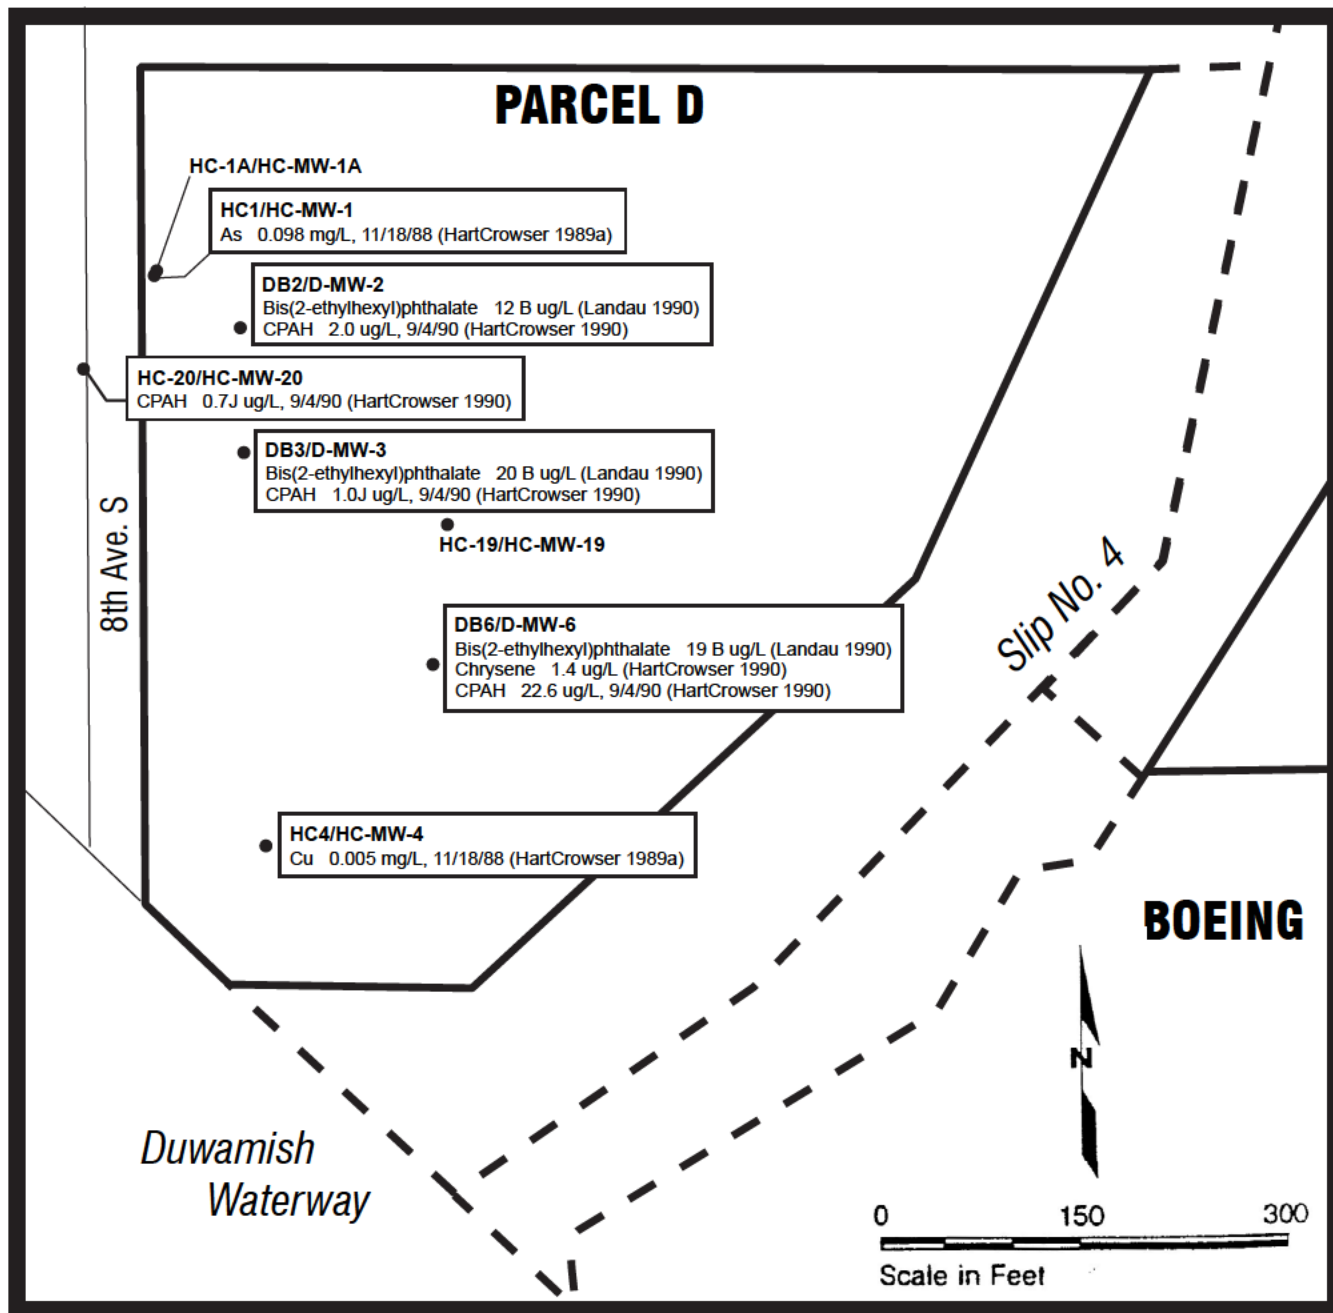 PARCEL D
HC-1A/HC-MW-1A
HC1/HC-MW-1
As 0.098 mg/L, 11/18/88 (HartCrowser 1989a)
DB2/D-MW-2
Bis(2-ethylhexyl)phthalate 12 B ug/L (Landau 1990)
CPAH 2.0 ug/L, 9/4/90 (HartCrowser 1990)
HC-20/HC-MW-20
CPAH 0.7J ug/L, 9/4/90 (HartCrowser 1990)
DB3/D-MW-3
Bis(2-ethylhexyl)phthalate 20 B ug/L (Landau 1990)
CPAH 1.0J ug/L, 9/4/90 (HartCrowser 1990)
HC-19/HC-MW-19
8th Ave. S
Slip No. 4
DB6/D-MW-6
Bis(2-ethylhexyl)phthalate 19 B ug/L (Landau 1990)
Chrysene 1.4 ug/L (HartCrowser 1990)
CPAH 22.6 ug/L, 9/4/90 (HartCrowser 1990)
HC4/HC-MW-4
Cu 0.005 mg/L, 11/18/88 (HartCrowser 1989a)
BOEING
N
Duwamish
Waterway
0 150 300
Scale in Feet